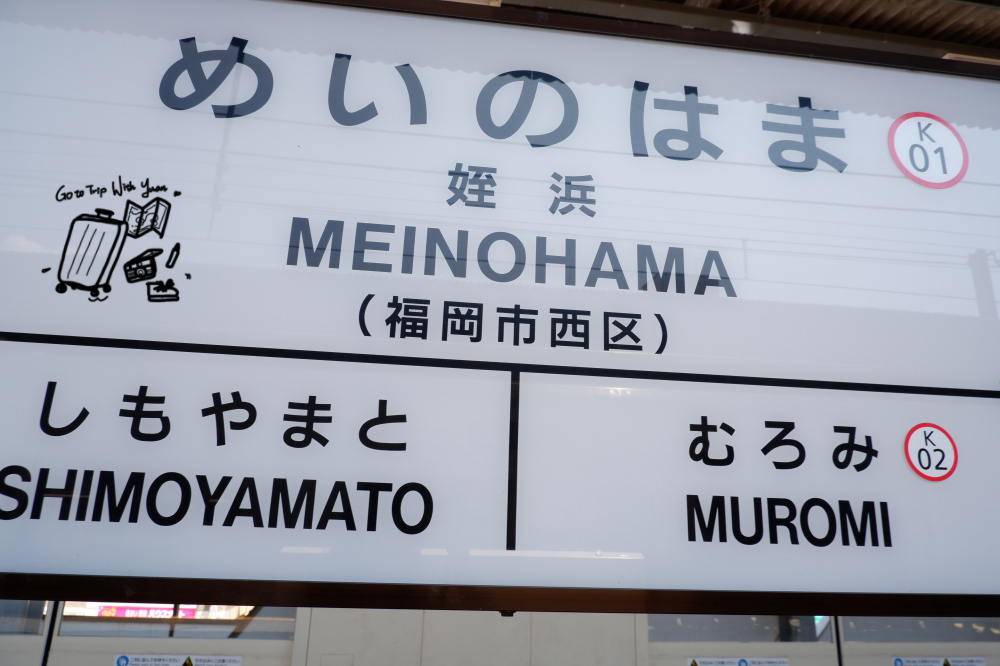 めいのはま
K
01
姪 浜
Go to Trip With Yuan
MEINOHAMA
(福岡市西区)
しもやまと
SHIMOYAMATO
むろみ
K
02
MUROMI